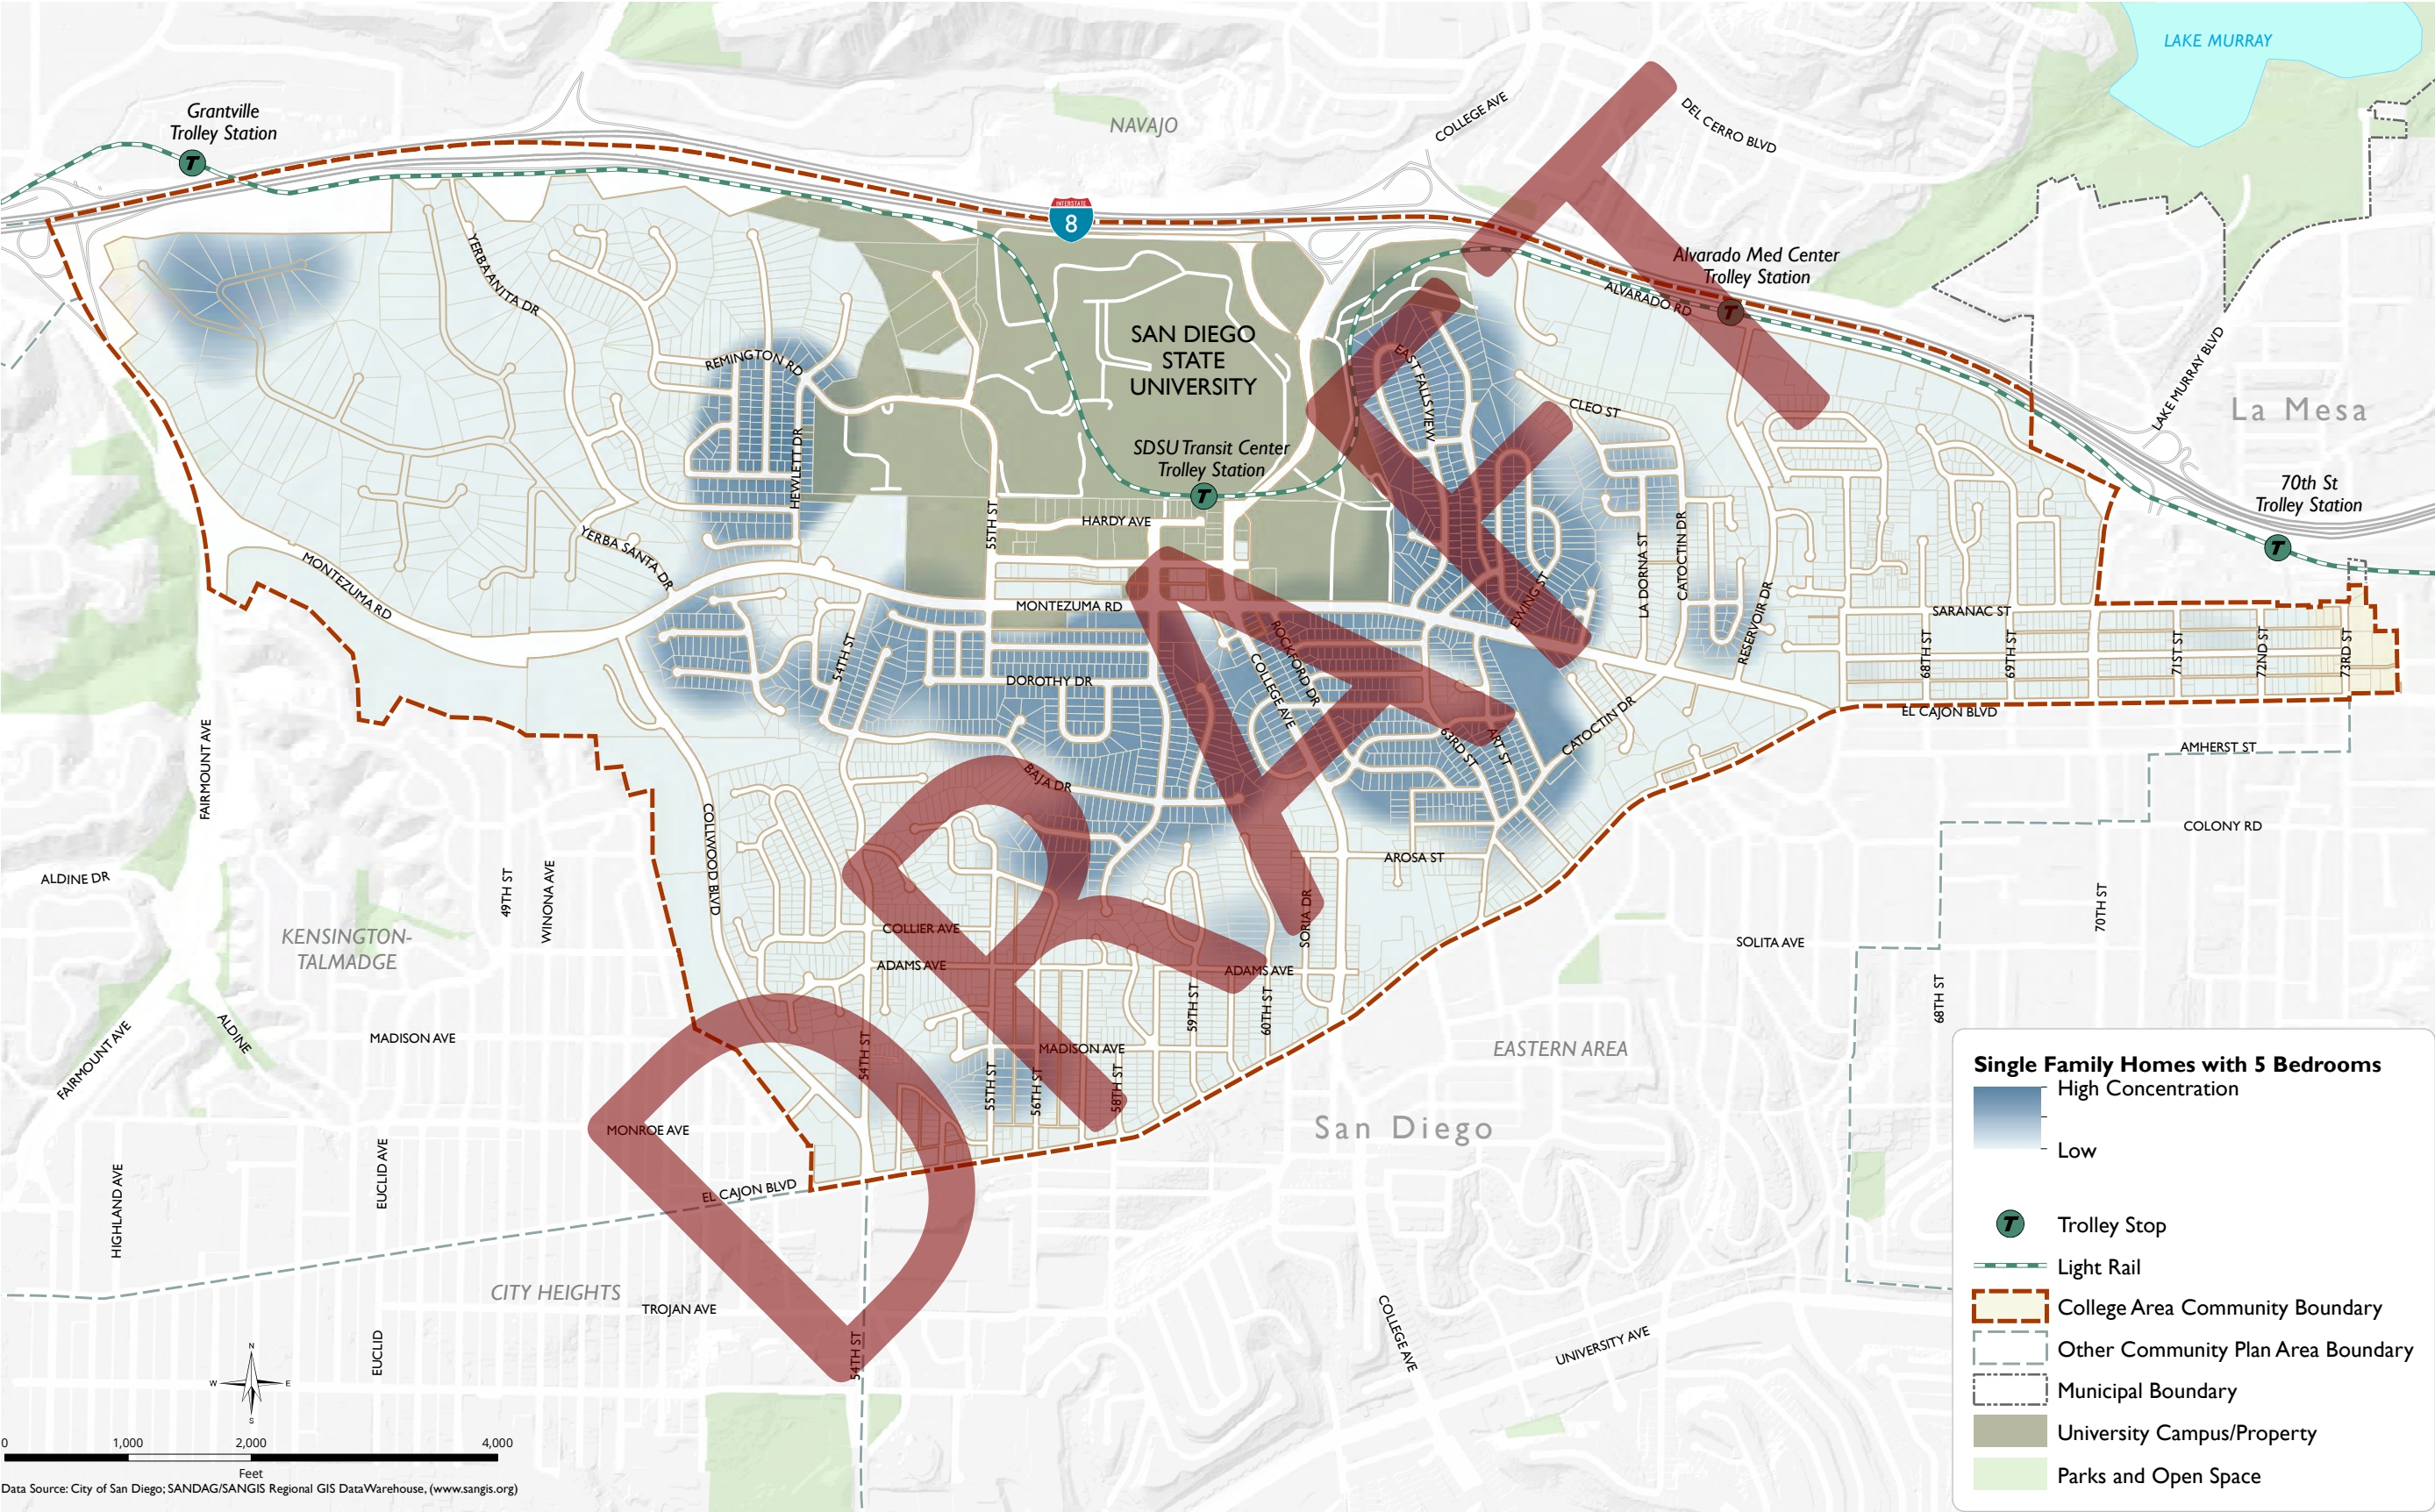 LAKE MURRAY
Grantville
Trolley Station
NAVAJO
COLLEGE AVE
DEL CERRO BLVD
INTERSTATE
8
T
YERBA ANITA DR
Alvarado Med Center
Trolley Station
T
ALVARADO RD
SAN DIEGO
STATE
UNIVERSITY
REMINGTON RD
EAST FALLS VIEW
CLEO ST
LAKE MURRAY BLVD
La Mesa
HEWLETT DR
SDSU Transit Center
Trolley Station
T
70th St
Trolley Station
T
55TH ST
HARDY AVE
YERBA SANTA DR
MONTEZUMA RD
MONTEZUMA RD
EWING ST
LA DORNA ST
CATOCTIN DR
RESERVOIR DR
SARANAC ST
54TH ST
DOROTHY DR
ROCKFORD DR
COLLEGE AVE
68TH ST
69TH ST
71ST ST
72ND ST
73RD ST
EL CAJON BLVD
CATOCTIN DR
63RD ST
ART ST
AMHERST ST
FAIRMOUNT AVE
BAJA DR
COLLWOOD BLVD
COLONY RD
AROSA ST
ALDINE DR
49TH ST
WINONA AVE
KENSINGTON-
TALMADGE
COLLIER AVE
SORIA DR
70TH ST
SOLITA AVE
ADAMS AVE
ADAMS AVE
59TH ST
60TH ST
68TH ST
FAIRMOUNT AVE
ALDINE
MADISON AVE
54TH ST
MADISON AVE
EASTERN AREA
55TH ST
56TH ST
58TH ST
San Diego
MONROE AVE
HIGHLAND AVE
EUCLID AVE
EL CAJON BLVD
CITY HEIGHTS
TROJAN AVE
EUCLID
54TH ST
COLLEGE AVE
UNIVERSITY AVE
DRAFT
Single Family Homes with 5 Bedrooms
High Concentration
Low
T
Trolley Stop
Light Rail
College Area Community Boundary
Other Community Plan Area Boundary
Municipal Boundary
University Campus/Property
Parks and Open Space
N
W
E
S
0 1,000 2,000 4,000
Feet
Data Source: City of San Diego; SANDAG/SANGIS Regional GIS DataWarehouse, (www.sangis.org)